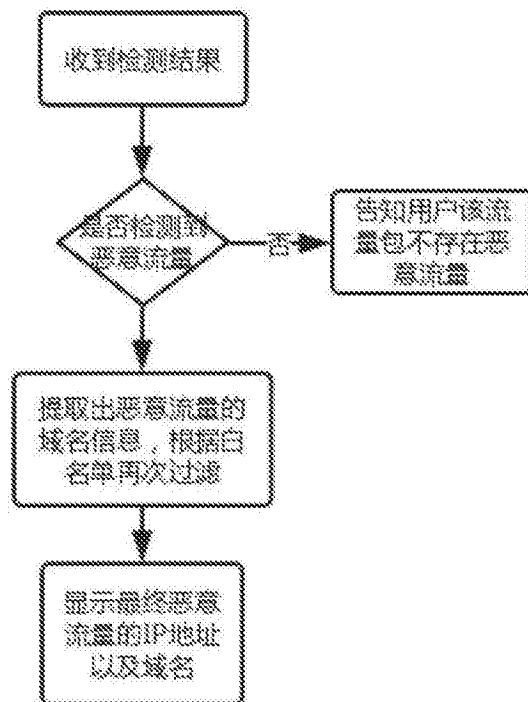 收到检测结果
是否检测到
恶意流量
否
告知用户该流
量包不存在恶
意流量
提取出恶意流量的
域名信息，根据白
名单再次过滤
显示最终恶意
流量的IP地址
以及域名